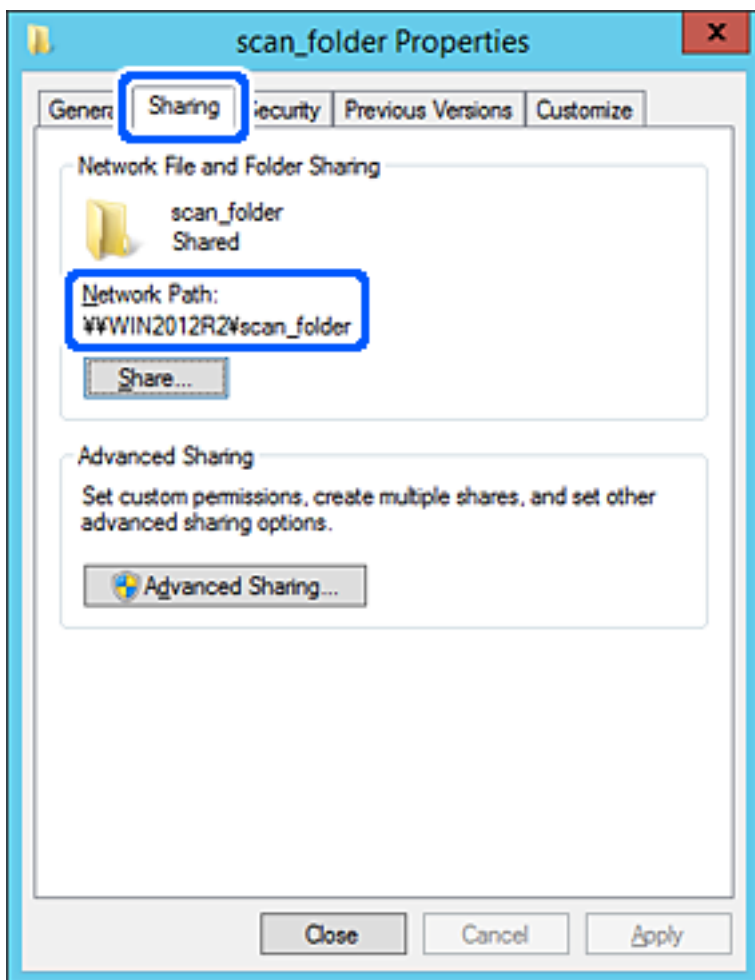 scan_folder Properties
x
General Sharing Security Previous Versions Customize
Network File and Folder Sharing
scan_folder
Shared
Network Path:
¥¥WIN2012R2¥scan_folder
Share...
Advanced Sharing
Set custom permissions, create multiple shares, and set other
advanced sharing options.
Advanced Sharing...
Close Cancel Apply